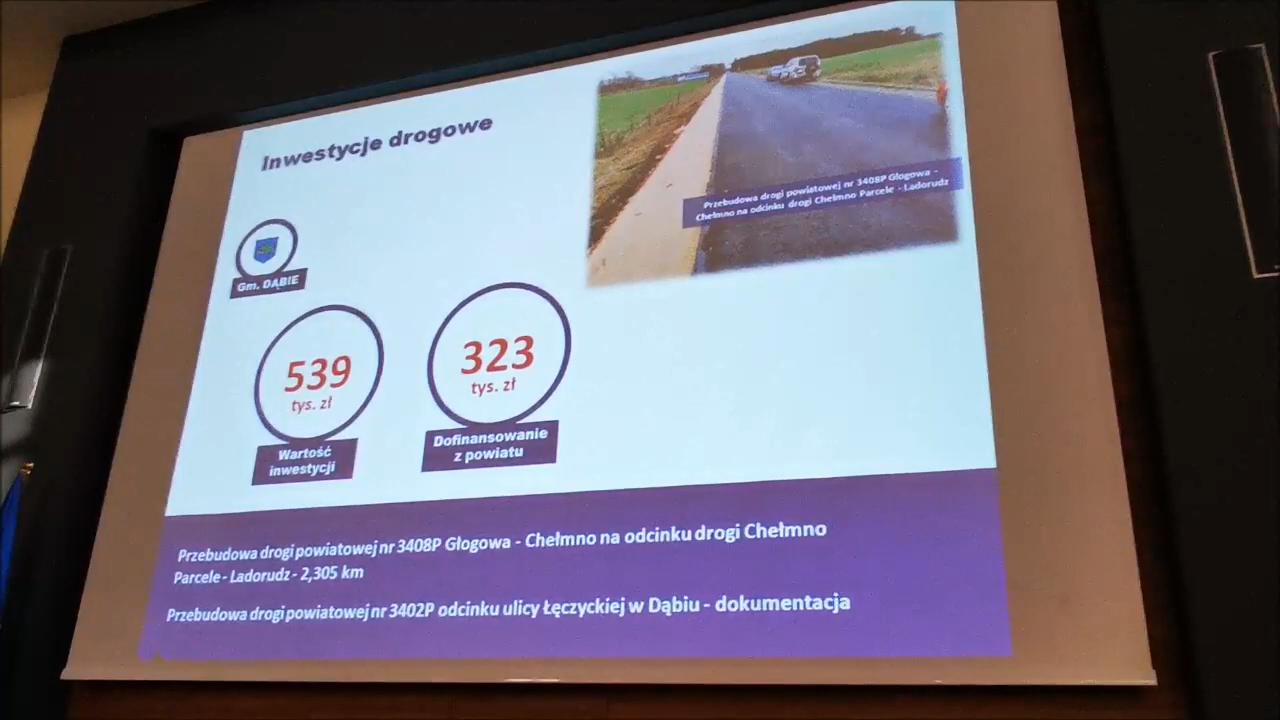 Inwestycje drogowe
Przebudowa drogi powiatowej nr 3408P Głogowa -
Chełmno na odcinku drogi Chełmno Parcele - Ladorudz
Gm. DĄBIE
539
tys. zł
Wartość
inwestycji
323
tys. zł
Dofinansowanie
z powiatu
Przebudowa drogi powiatowej nr 3408P Głogowa - Chełmno na odcinku drogi Chełmno
Parcele - Ladorudz - 2,305 km
Przebudowa drogi powiatowej nr 3402P odcinku ulicy Łęczyckiej w Dąbiu - dokumentacja